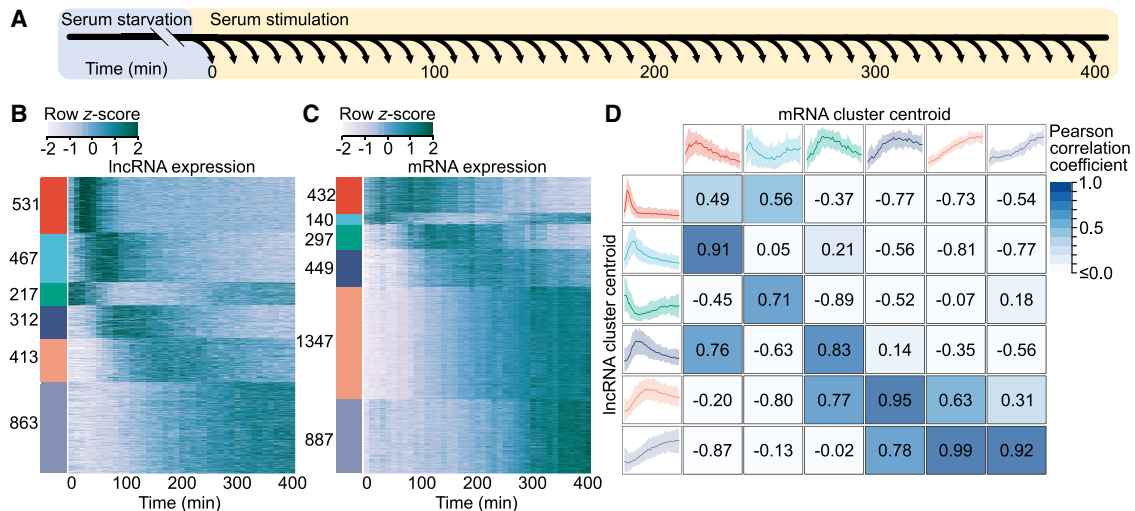 A
Serum starvation
Serum stimulation
Time (min)
0
100
200
300
400
B
Row z-score
-2 -1 0 1 2
lncRNA expression
531
467
217
312
413
863
0 100 200 300 400
Time (min)
C
Row z-score
-2 -1 0 1 2
mRNA expression
432
140
297
449
1347
887
0 100 200 300 400
Time (min)
D
mRNA cluster centroid
lncRNA cluster centroid
0.49 0.56 -0.37 -0.77 -0.73 -0.54
0.91 0.05 0.21 -0.56 -0.81 -0.77
-0.45 0.71 -0.89 -0.52 -0.07 0.18
0.76 -0.63 0.83 0.14 -0.35 -0.56
-0.20 -0.80 0.77 0.95 0.63 0.31
-0.87 -0.13 -0.02 0.78 0.99 0.92
Pearson
correlation
coefficient
1.0
0.5
≤0.0